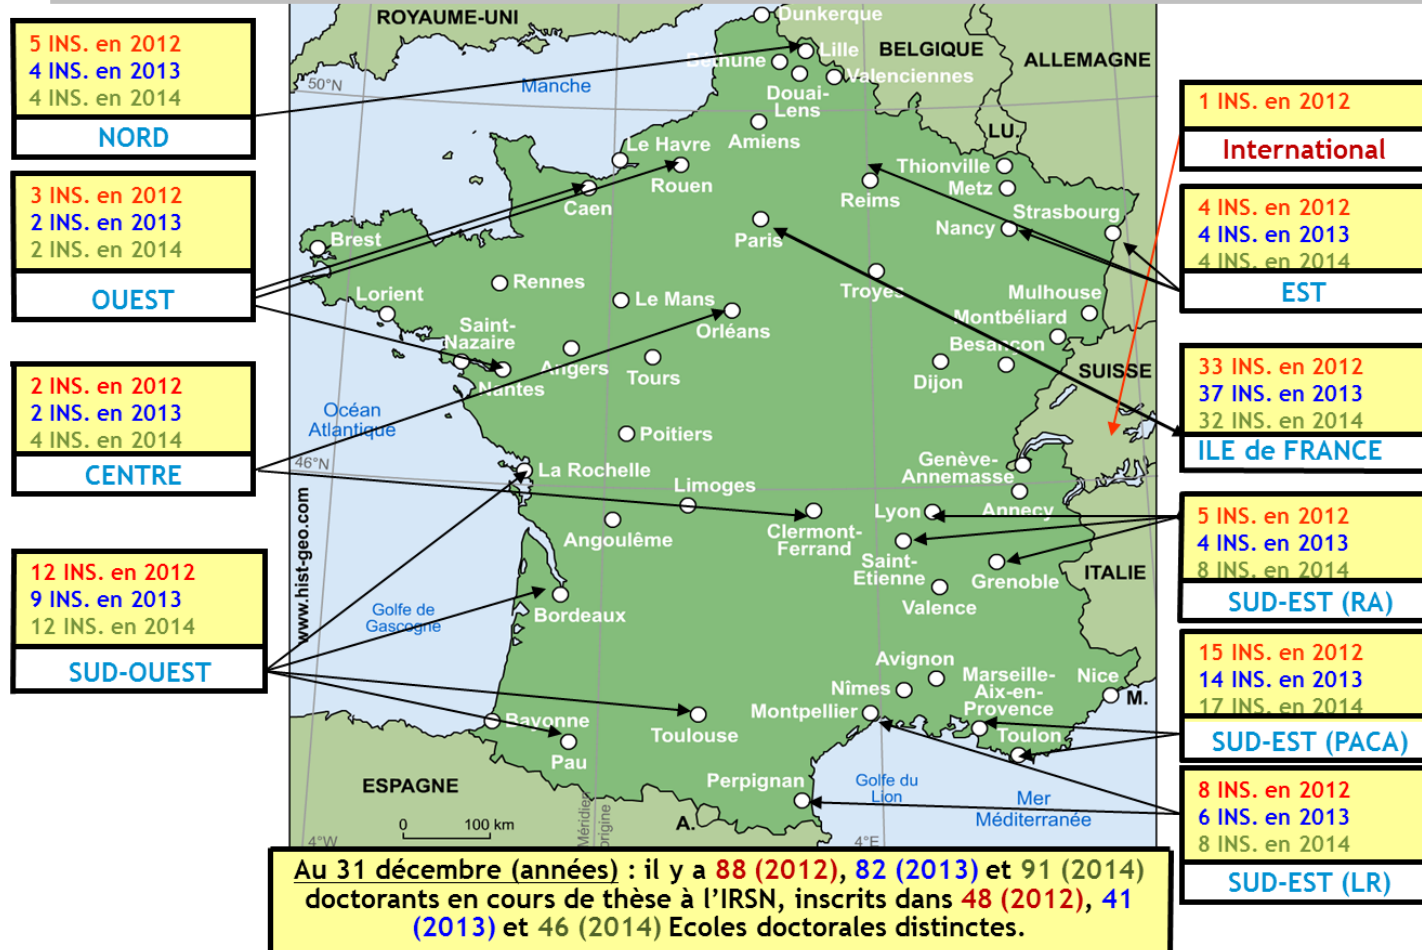 5 INS. en 2012
4 INS. en 2013
4 INS. en 2014
NORD
3 INS. en 2012
2 INS. en 2013
2 INS. en 2014
OUEST
2 INS. en 2012
2 INS. en 2013
4 INS. en 2014
CENTRE
12 INS. en 2012
9 INS. en 2013
12 INS. en 2014
SUD-OUEST
ROYAUME-UNI
Dunkerque
BELGIQUE
ALLEMAGNE
Lille
Béthune
Valenciennes
Manche
50°N
Douai-
Lens
LU.
Amiens
Le Havre
Rouen
Caen
Thionville
Metz
Reims
Strasbourg
Nancy
Paris
Brest
Rennes
Lorient
Le Mans
Troyes
Orléans
Mulhouse
Montbéliard
Saint-
Nazaire
Nantes
Angers
Tours
Besançon
Dijon
SUISSE
Océan
Atlantique
Poitiers
46°N
La Rochelle
Genève-
Annemasse
Limoges
Annecy
Lyon
Clermont-
Ferrand
Angoulême
Saint-
Etienne
Grenoble
ITALIE
Valence
www.hist-geo.com
Golfe de
Gascogne
Bordeaux
Avignon
Marseille-
Aix-en-
Provence
Nice
M.
Nîmes
Montpellier
Toulon
Bayonne
Toulouse
Pau
Perpignan
Golfe du
Lion
Mer
Méditerranée
ESPAGNE
A.
0 100 km
4°W
Méridien
origine
4°E
1 INS. en 2012
International
4 INS. en 2012
4 INS. en 2013
4 INS. en 2014
EST
33 INS. en 2012
37 INS. en 2013
32 INS. en 2014
ILE de FRANCE
5 INS. en 2012
4 INS. en 2013
8 INS. en 2014
SUD-EST (RA)
15 INS. en 2012
14 INS. en 2013
17 INS. en 2014
SUD-EST (PACA)
8 INS. en 2012
6 INS. en 2013
8 INS. en 2014
SUD-EST (LR)
Au 31 décembre (années) : il y a 88 (2012), 82 (2013) et 91 (2014)
doctorants en cours de thèse à l'IRSN, inscrits dans 48 (2012), 41
(2013) et 46 (2014) Ecoles doctorales distinctes.